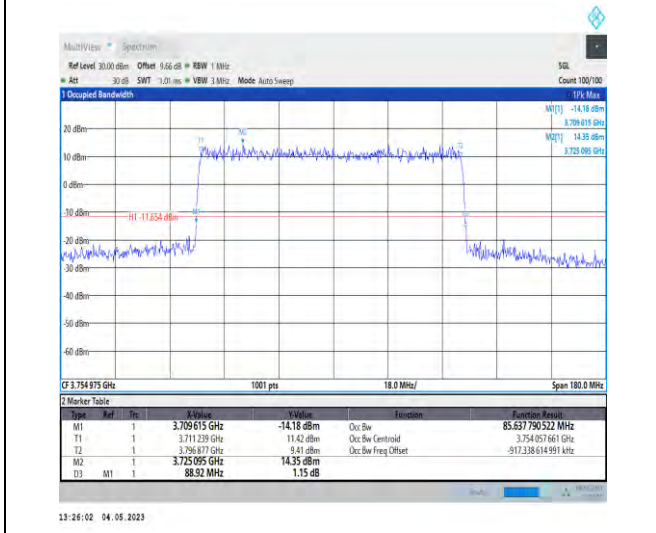 MultiView Spectrum
Ref Level 30.00 dBm Offset 9.66 dB RBW 1 MHz SGL
Att 30 dB SWT 1.01 ms VBW 3 MHz Mode Auto Sweep Count 100/100
1 Occupied Bandwidth 1Pk Max
M1[1] -14.18 dBm
3.709 615 GHz
M2[1] 14.35 dBm
3.725 095 GHz
20 dBm
10 dBm
0 dBm
-10 dBm
H1 -11.654 dBm
-20 dBm
-30 dBm
-40 dBm
-50 dBm
-60 dBm
CF 3.754 975 GHz 1001 pts 18.0 MHz/ Span 180.0 MHz
2 Marker Table
Type Ref Trc X-Value Y-Value Function Function Result
M1 1 3.709 615 GHz -14.18 dBm Occ Bw 85.637 790 522 MHz
T1 1 3.711 239 GHz 11.42 dBm Occ Bw Centroid 3.754 057 661 GHz
T2 1 3.796 877 GHz 9.41 dBm Occ Bw Freq Offset -917.338 614 991 kHz
M2 1 3.725 095 GHz 14.35 dBm
D3 M1 1 88.92 MHz 1.15 dB
13:26:02 04.05.2023